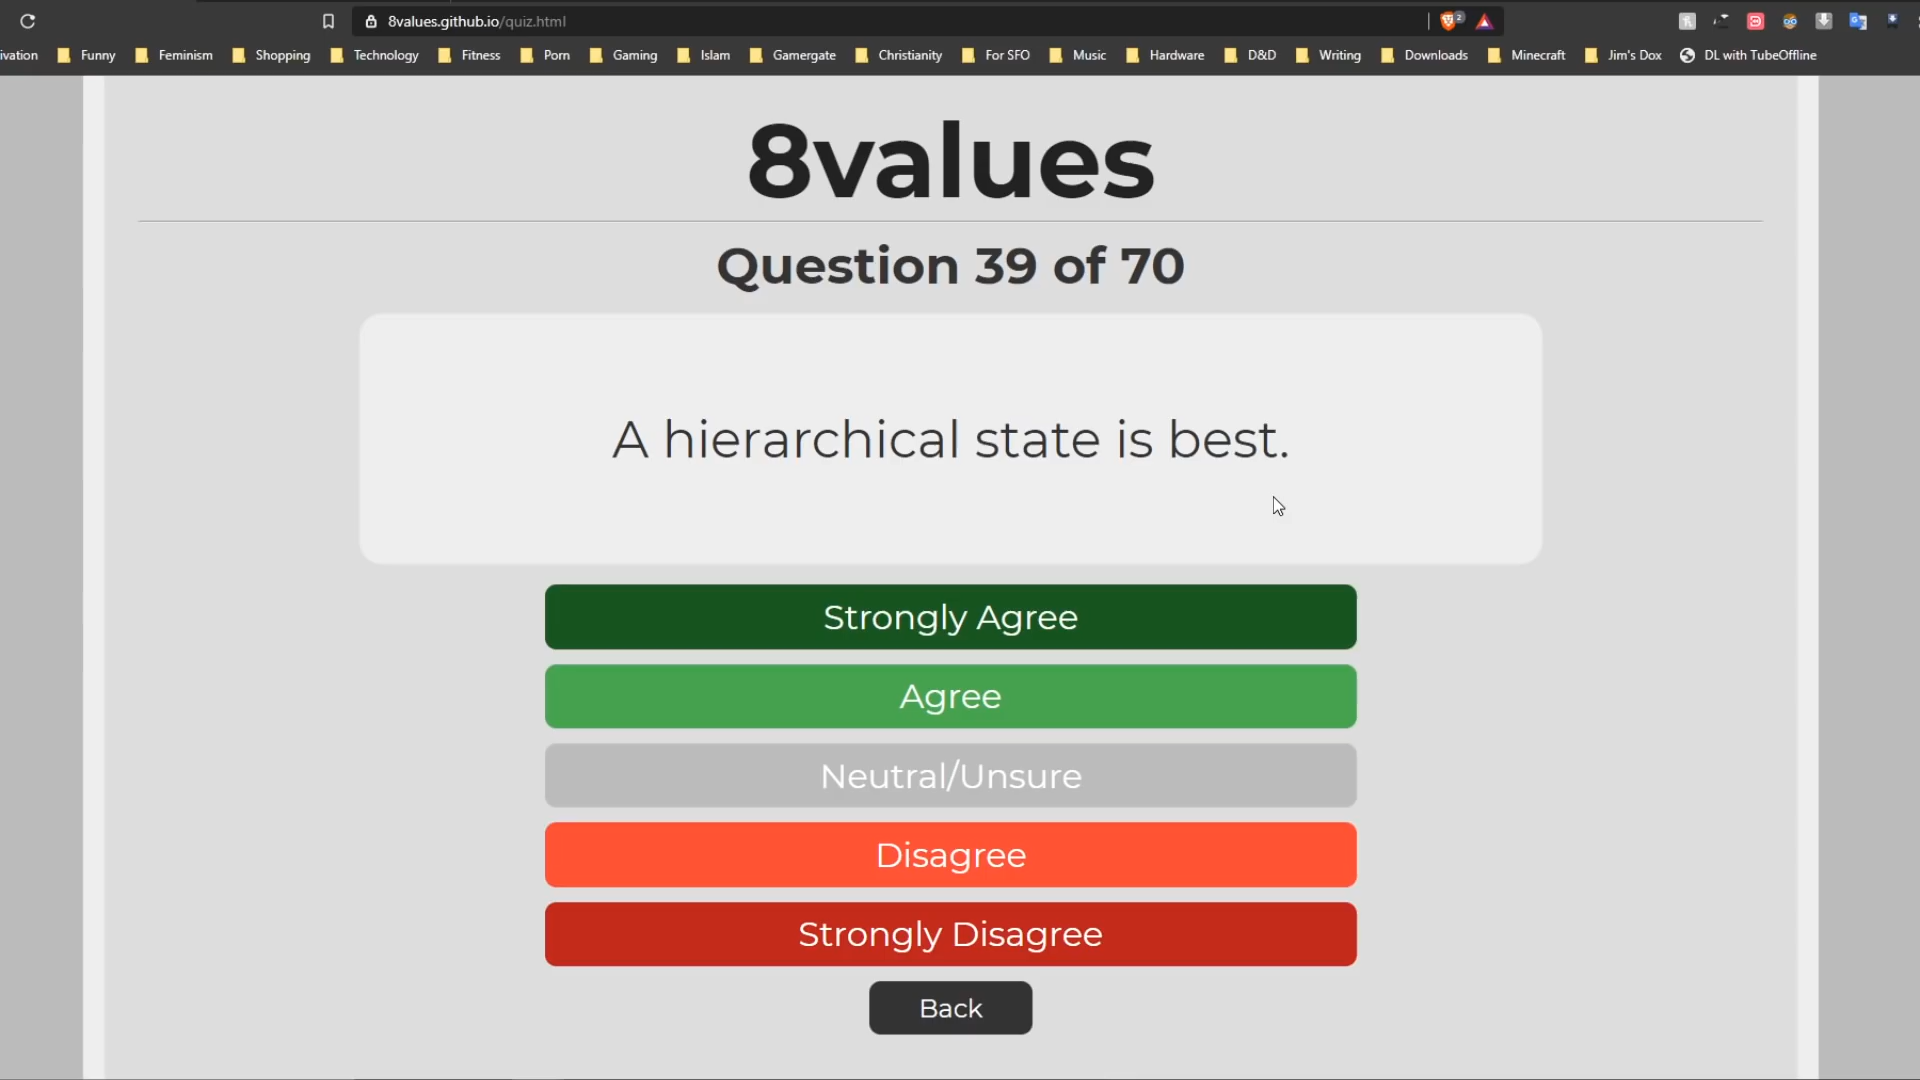 8values.github.io/quiz.html
2
ivation Funny Feminism Shopping Technology Fitness Porn Gaming Islam Gamergate Christianity For SFO Music Hardware D&D Writing Downloads Minecraft Jim's Dox DL with TubeOffline
8values
Question 39 of 70
A hierarchical state is best.
Strongly Agree
Agree
Neutral/Unsure
Disagree
Strongly Disagree
Back